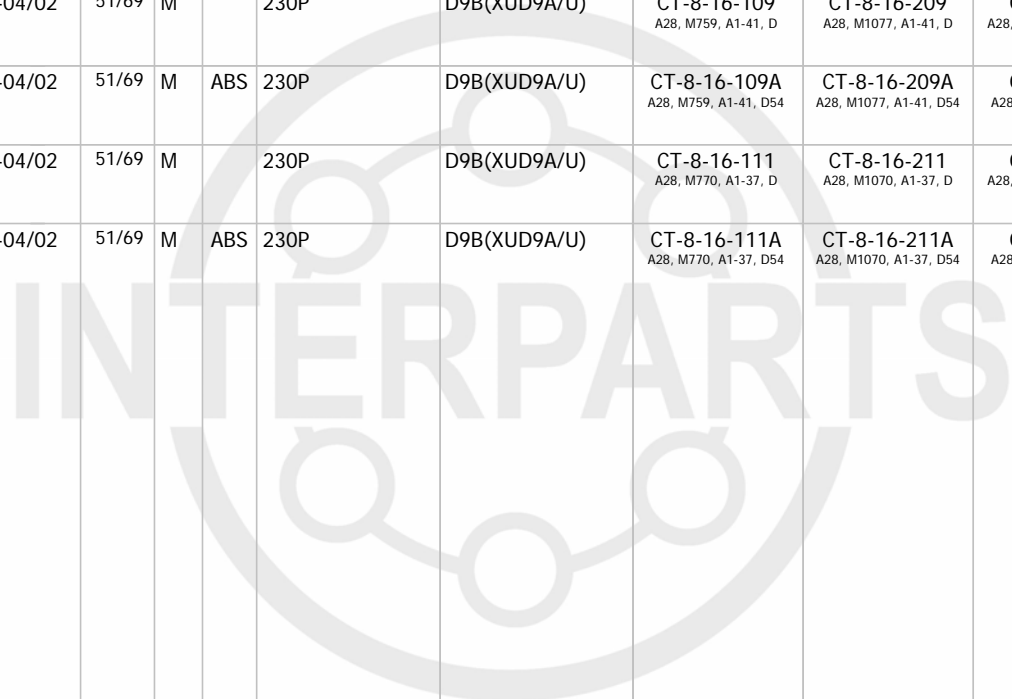 -04/02 51/69 M 230P D9B(XUD9A/U) CT-8-16-109 CT-8-16-209
A28, M759, A1-41, D A28, M1077, A1-41, D A28,
-04/02 51/69 M ABS 230P D9B(XUD9A/U) CT-8-16-109A CT-8-16-209A
A28, M759, A1-41, D54 A28, M1077, A1-41, D54 A28
-04/02 51/69 M 230P D9B(XUD9A/U) CT-8-16-111 CT-8-16-211
A28, M770, A1-37, D A28, M1070, A1-37, D A28,
-04/02 51/69 M ABS 230P D9B(XUD9A/U) CT-8-16-111A CT-8-16-211A
A28, M770, A1-37, D54 A28, M1070, A1-37, D54 A28
INTERPARTS